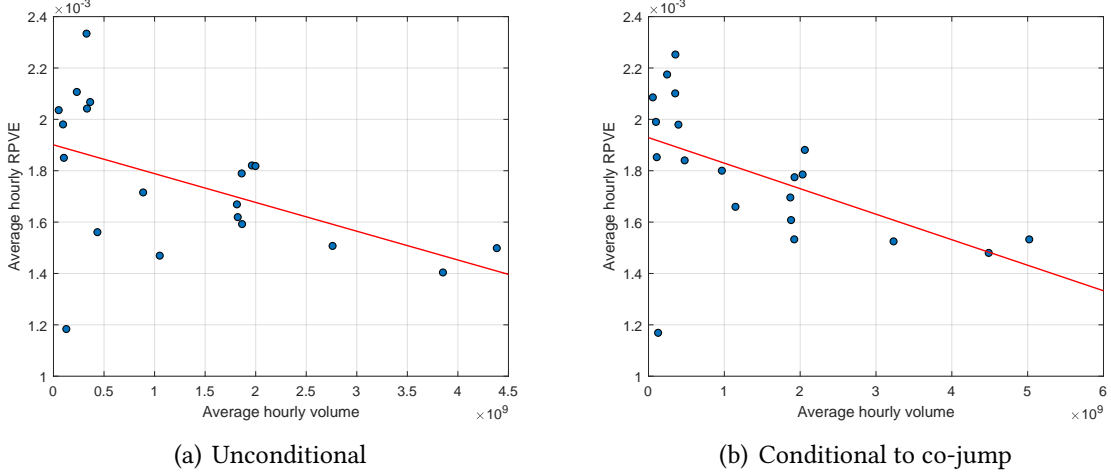 ×10⁻³
2.4
2.2
2
1.8
1.6
1.4
1.2
1
Average hourly RPVE
0 0.5 1 1.5 2 2.5 3 3.5 4 4.5
Average hourly volume
×10⁹
(a) Unconditional
×10⁻³
2.4
2.2
2
1.8
1.6
1.4
1.2
1
Average hourly RPVE
0 1 2 3 4 5 6
Average hourly volume
×10⁹
(b) Conditional to co-jump